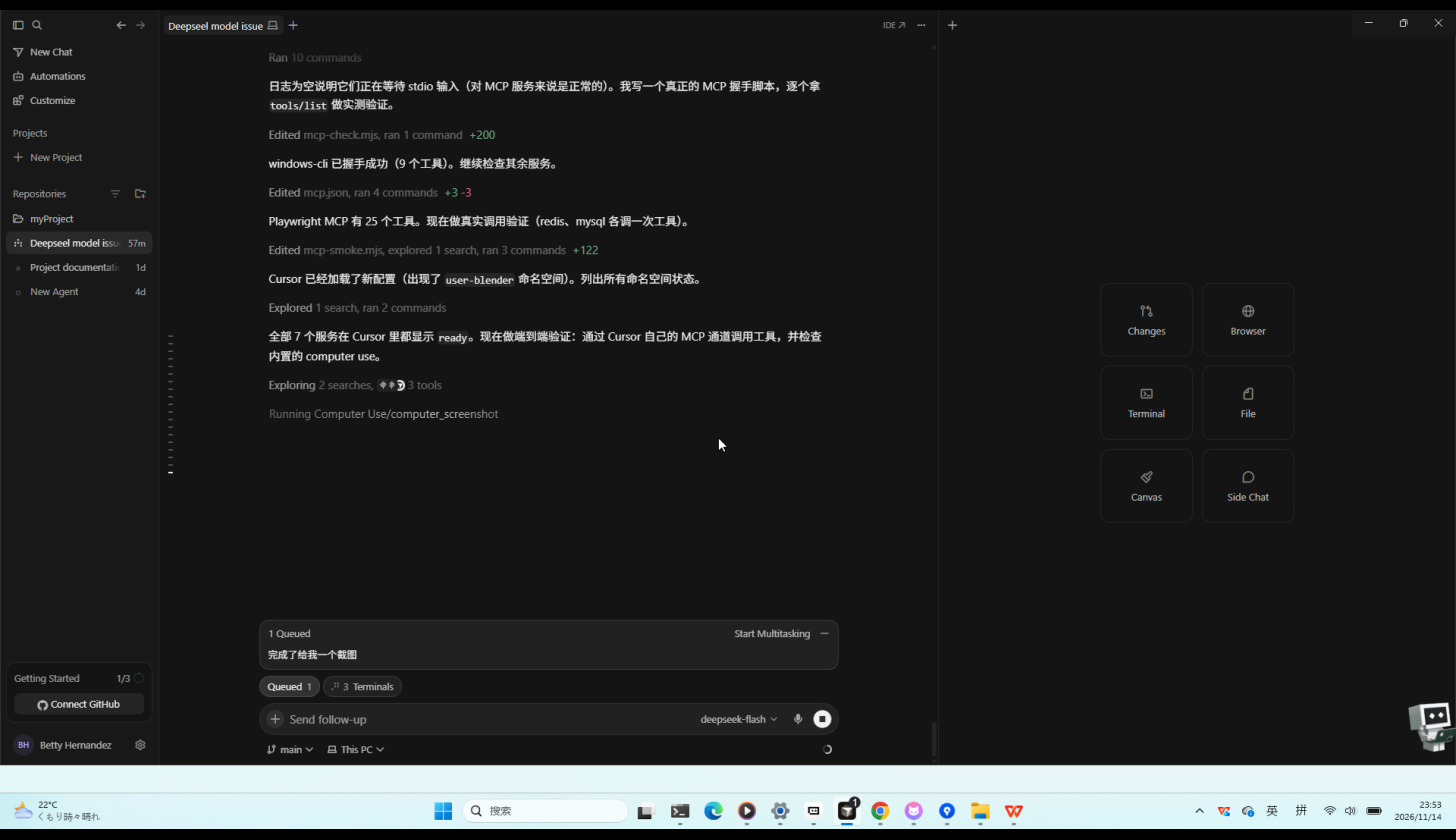 Deepseel model issue
IDE
New Chat
Automations
Customize
Projects
New Project
Repositories
myProject
Deepseel model issu 57m
Project documentati 1d
New Agent 4d
Ran 10 commands
日志为空说明它们正在等待 stdio 输入（对 MCP 服务来说是正常的）。我写一个真正的 MCP 握手脚本，逐个拿
tools/list 做实测验证。
Edited mcp-check.mjs, ran 1 command +200
windows-cli 已握手成功（9 个工具）。继续检查其余服务。
Edited mcp.json, ran 4 commands +3 -3
Playwright MCP 有 25 个工具。现在做真实调用验证（redis、mysql 各调一次工具）。
Edited mcp-smoke.mjs, explored 1 search, ran 3 commands +122
Cursor 已经加载了新配置（出现了 user-blender 命名空间）。列出所有命名空间状态。
Explored 1 search, ran 2 commands
全部 7 个服务在 Cursor 里都显示 ready。现在做端到端验证：通过 Cursor 自己的 MCP 通道调用工具，并检查
内置的 computer use。
Exploring 2 searches, 3 tools
Running Computer Use/computer_screenshot
Changes
Browser
Terminal
File
Canvas
Side Chat
1 Queued
Start Multitasking
完成了给我一个截图
Queued 1
3 Terminals
Send follow-up
deepseek-flash
main
This PC
Getting Started 1/3
Connect GitHub
BH Betty Hernandez
22°C
くもり時々晴れ
搜索
1
英
拼
23:53
2026/11/14